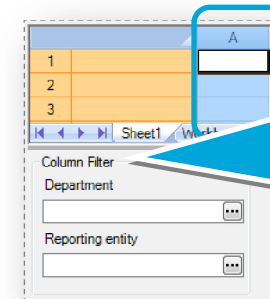 A
1
2
3
Sheet1
Column Filter
Department
...
Reporting entity
...